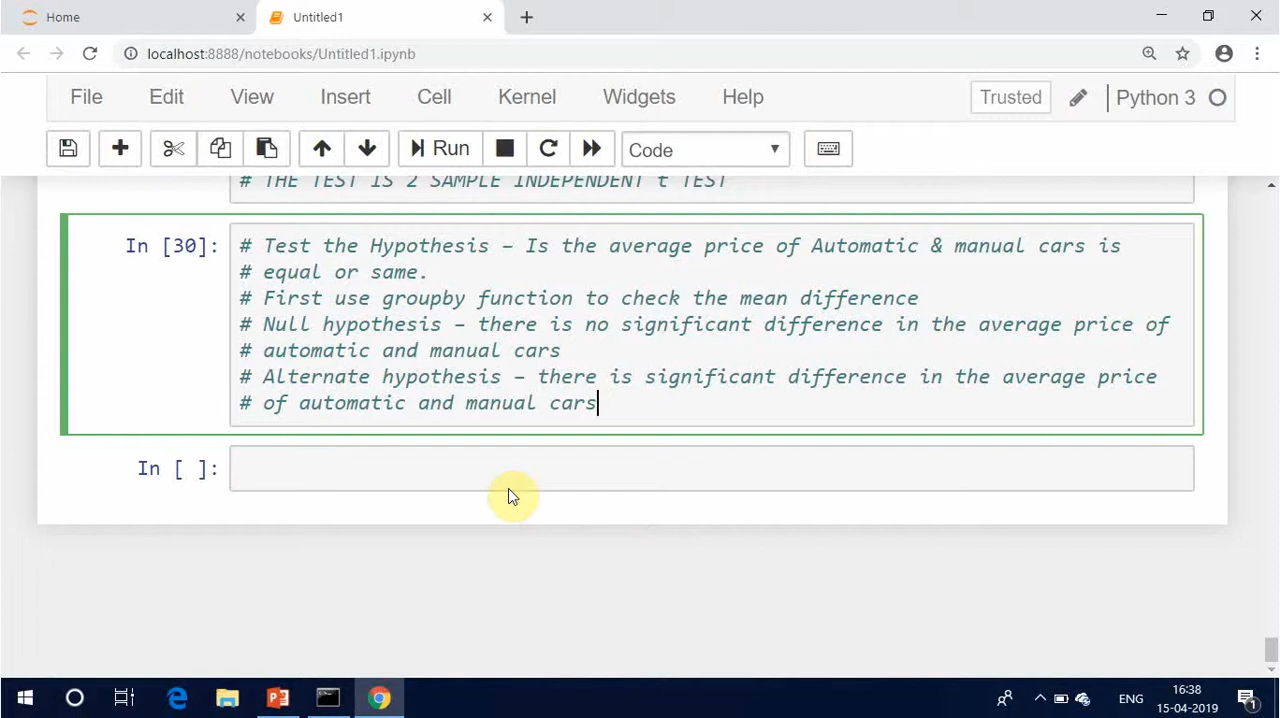 Home
Untitled1
localhost:8888/notebooks/Untitled1.ipynb
File Edit View Insert Cell Kernel Widgets Help Trusted Python 3
Run Code
# THE TEST IS 2 SAMPLE INDEPENDENT t TEST
In [30]:
# Test the Hypothesis – Is the average price of Automatic & manual cars is
# equal or same.
# First use groupby function to check the mean difference
# Null hypothesis – there is no significant difference in the average price of
# automatic and manual cars
# Alternate hypothesis – there is significant difference in the average price
# of automatic and manual cars
In [ ]:
ENG
16:38
15-04-2019
1